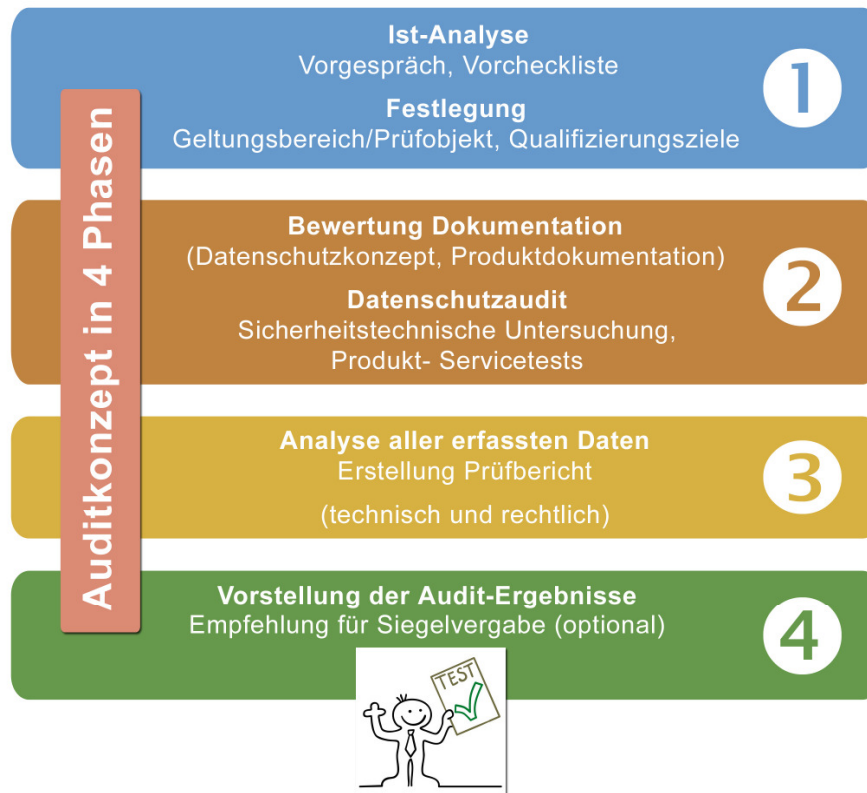 Auditkonzept in 4 Phasen
Ist-Analyse
Vorgespräch, Vorcheckliste
Festlegung
Geltungsbereich/Prüfobjekt, Qualifizierungsziele
1
Bewertung Dokumentation
(Datenschutzkonzept, Produktdokumentation)
Datenschutzaudit
Sicherheitstechnische Untersuchung,
Produkt- Servicetests
2
Analyse aller erfassten Daten
Erstellung Prüfbericht
(technisch und rechtlich)
3
Vorstellung der Audit-Ergebnisse
Empfehlung für Siegelvergabe (optional)
4
TEST